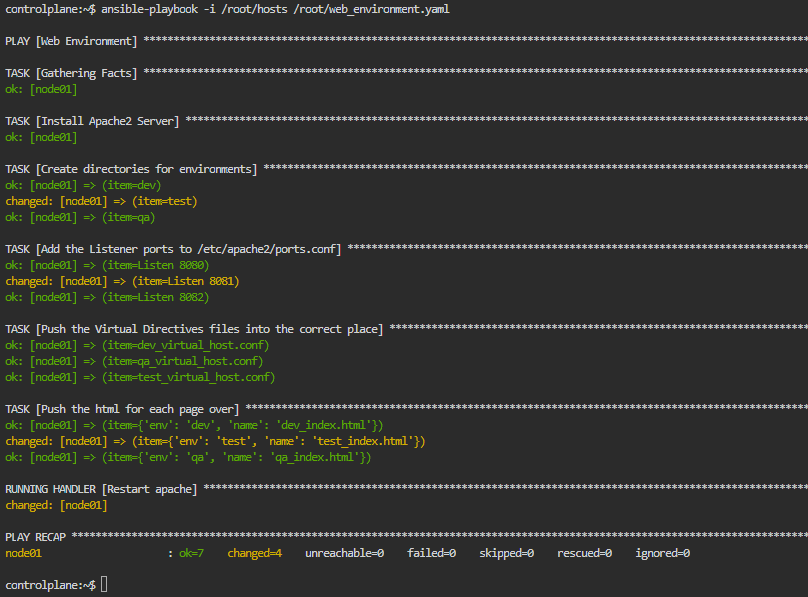 controlplane:~$ ansible-playbook -i /root/hosts /root/web_environment.yaml
PLAY [Web Environment] ***************************************************************************************************************
TASK [Gathering Facts] ***************************************************************************************************************
ok: [node01]
TASK [Install Apache2 Server] ********************************************************************************************************
ok: [node01]
TASK [Create directories for environments] *******************************************************************************************
ok: [node01] => (item=dev)
changed: [node01] => (item=test)
ok: [node01] => (item=qa)
TASK [Add the Listener ports to /etc/apache2/ports.conf] *****************************************************************************
ok: [node01] => (item=Listen 8080)
changed: [node01] => (item=Listen 8081)
ok: [node01] => (item=Listen 8082)
TASK [Push the Virtual Directives files into the correct place] **********************************************************************
ok: [node01] => (item=dev_virtual_host.conf)
ok: [node01] => (item=qa_virtual_host.conf)
ok: [node01] => (item=test_virtual_host.conf)
TASK [Push the html for each page over] **********************************************************************************************
ok: [node01] => (item={'env': 'dev', 'name': 'dev_index.html'})
changed: [node01] => (item={'env': 'test', 'name': 'test_index.html'})
ok: [node01] => (item={'env': 'qa', 'name': 'qa_index.html'})
RUNNING HANDLER [Restart apache] *****************************************************************************************************
changed: [node01]
PLAY RECAP ***************************************************************************************************************************
node01 : ok=7 changed=4 unreachable=0 failed=0 skipped=0 rescued=0 ignored=0
controlplane:~$